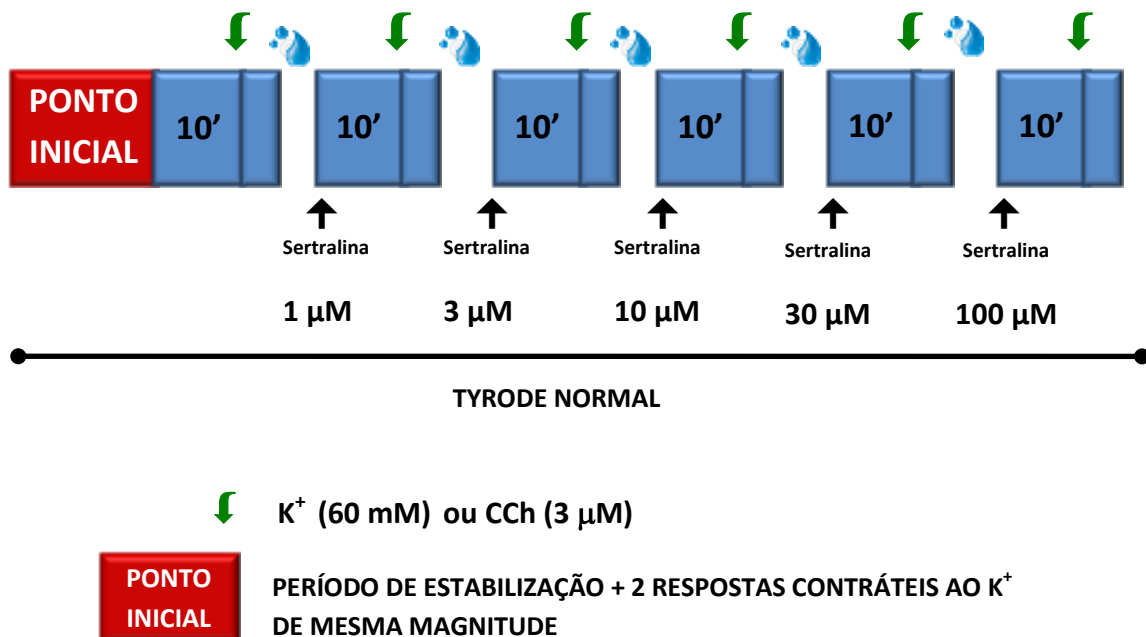 PONTO
INICIAL
10’
10’
10’
10’
10’
10’
Sertralina
Sertralina
Sertralina
Sertralina
Sertralina
1 µM
3 µM
10 µM
30 µM
100 µM
TYRODE NORMAL
K⁺ (60 mM) ou CCh (3 µM)
PONTO
INICIAL
PERÍODO DE ESTABILIZAÇÃO + 2 RESPOSTAS CONTRÁTEIS AO K⁺
DE MESMA MAGNITUDE